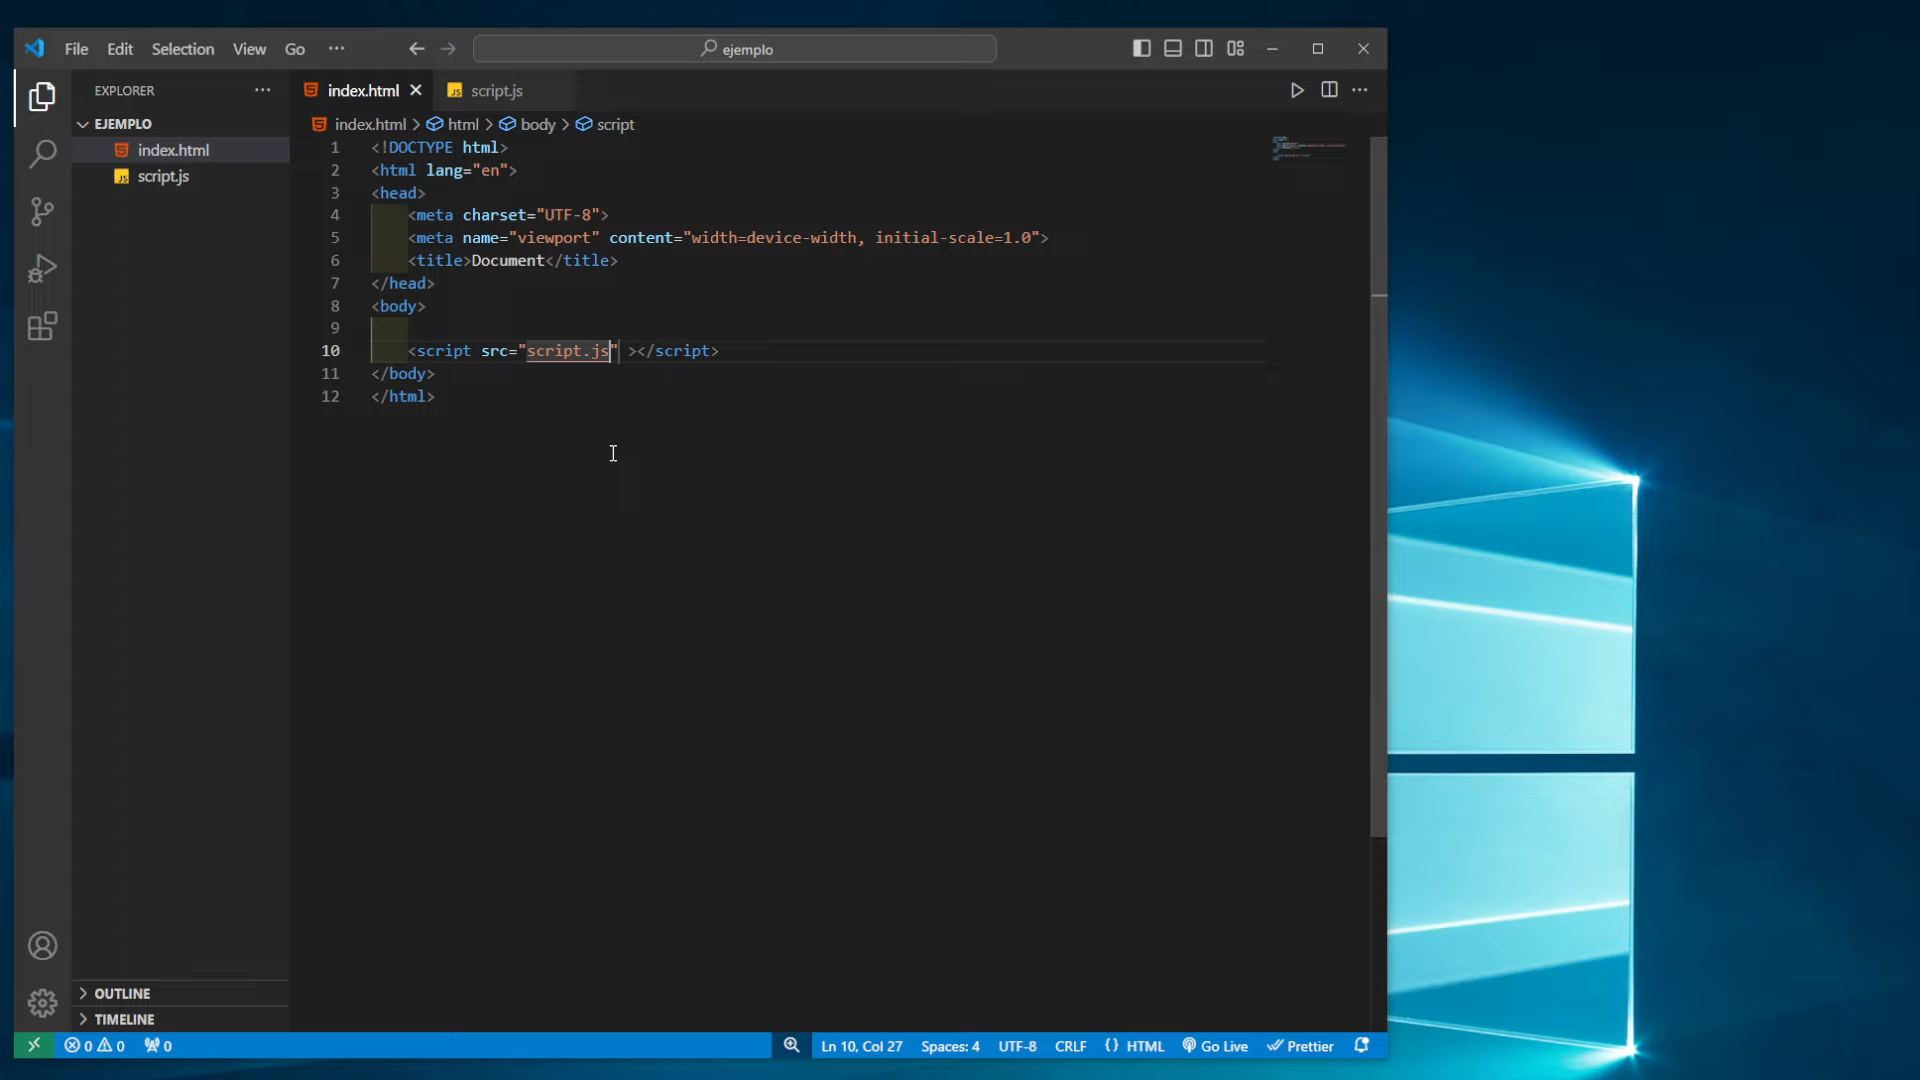 File Edit Selection View Go ··· ejemplo
EXPLORER ···
index.html
JS script.js
···
EJEMPLO
index.html
JS script.js
index.html > html > body > script
1 <!DOCTYPE html>
2 <html lang="en">
3 <head>
4 <meta charset="UTF-8">
5 <meta name="viewport" content="width=device-width, initial-scale=1.0">
6 <title>Document</title>
7 </head>
8 <body>
9
10 <script src="script.js" ></script>
11 </body>
12 </html>
OUTLINE
TIMELINE
0 0 0 Ln 10, Col 27 Spaces: 4 UTF-8 CRLF {} HTML Go Live Prettier